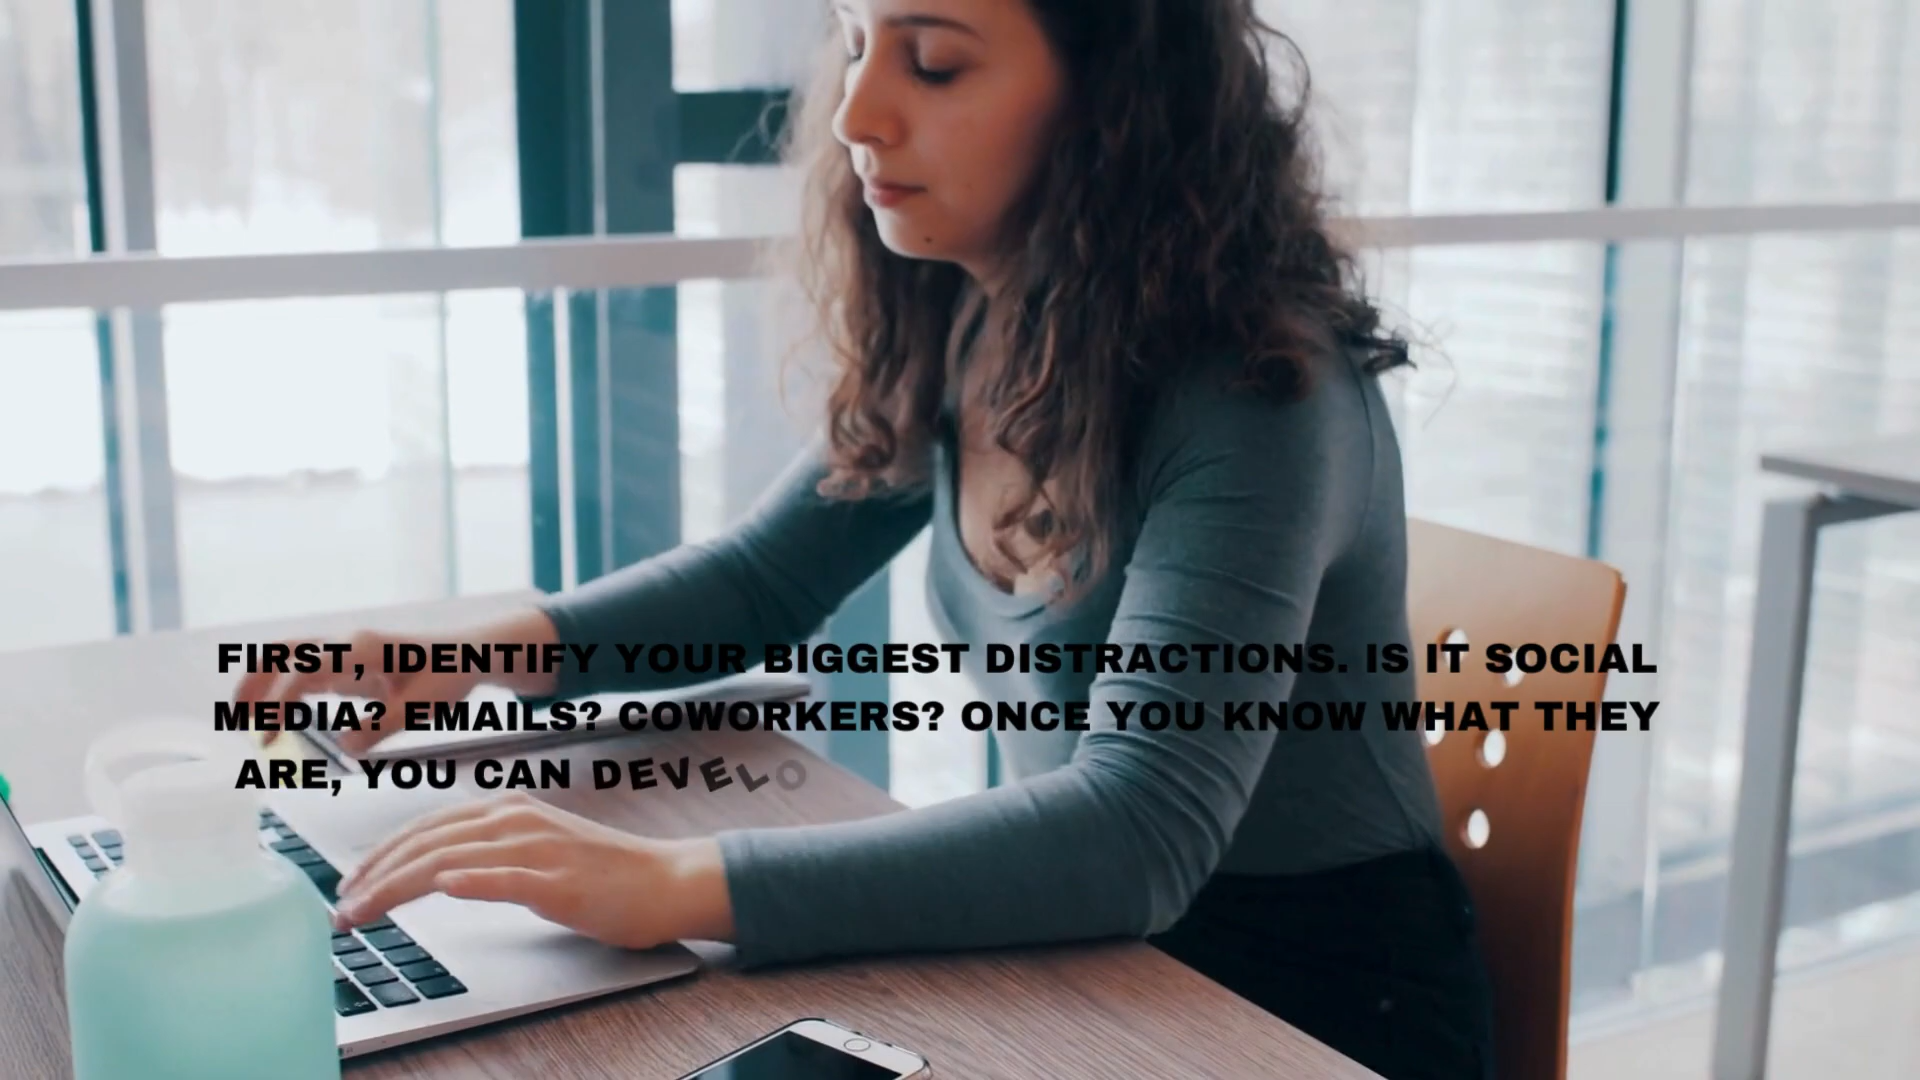 FIRST, IDENTIFY YOUR BIGGEST DISTRACTIONS. IS IT SOCIAL
MEDIA? EMAILS? COWORKERS? ONCE YOU KNOW WHAT THEY
ARE, YOU CAN DEVELO